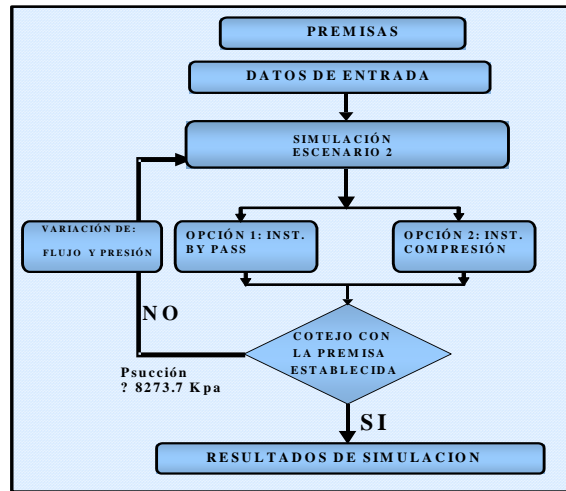 PREMISAS
DATOS DE ENTRADA
SIMULACIÓN
ESCENARIO 2
VARIACIÓN DE:
FLUJO Y PRESIÓN
OPCIÓN 1: INST.
BY PASS
OPCIÓN 2: INST.
COMPRESIÓN
NO
COTEJO CON
LA PREMISA
ESTABLECIDA
Psucción
? 8273.7 Kpa
SI
RESULTADOS DE SIMULACION